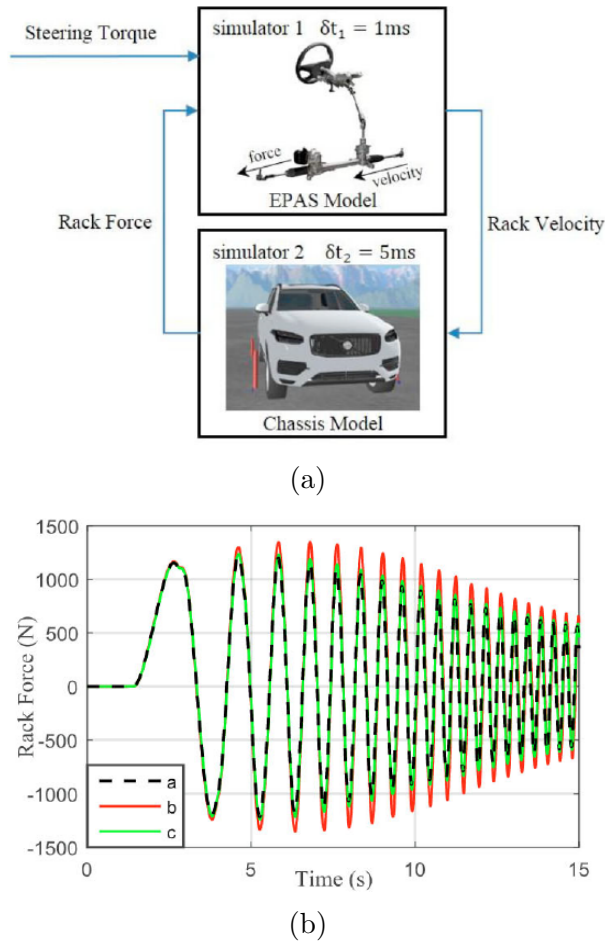 Steering Torque
simulator 1 δt₁ = 1ms
force
velocity
EPAS Model
Rack Force
Rack Velocity
simulator 2 δt₂ = 5ms
Chassis Model
(a)
1500
1000
500
0
-500
-1000
-1500
Rack Force (N)
a
b
c
0 5 10 15
Time (s)
(b)